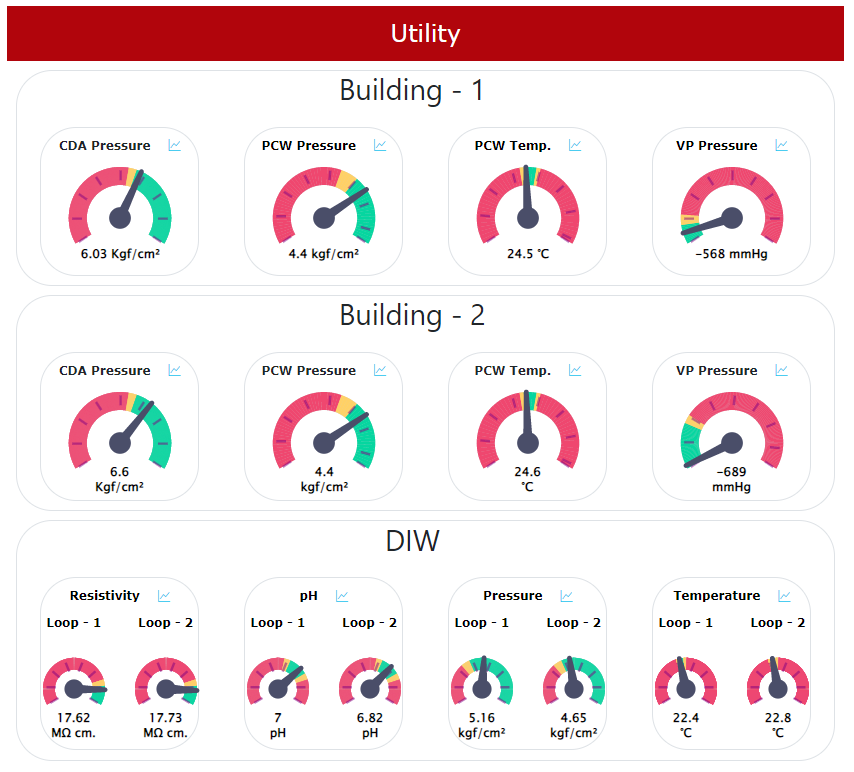 Utility
Building - 1
CDA Pressure
PCW Pressure
PCW Temp.
VP Pressure
6.03 Kgf/cm²
4.4 kgf/cm²
24.5 °C
-568 mmHg
Building - 2
CDA Pressure
PCW Pressure
PCW Temp.
VP Pressure
6.6
Kgf/cm²
4.4
kgf/cm²
24.6
°C
-689
mmHg
DIW
Resistivity
Loop - 1
Loop - 2
17.62
MΩ cm.
17.73
MΩ cm.
pH
Loop - 1
Loop - 2
7
pH
6.82
pH
Pressure
Loop - 1
Loop - 2
5.16
kgf/cm²
4.65
kgf/cm²
Temperature
Loop - 1
Loop - 2
22.4
°C
22.8
°C